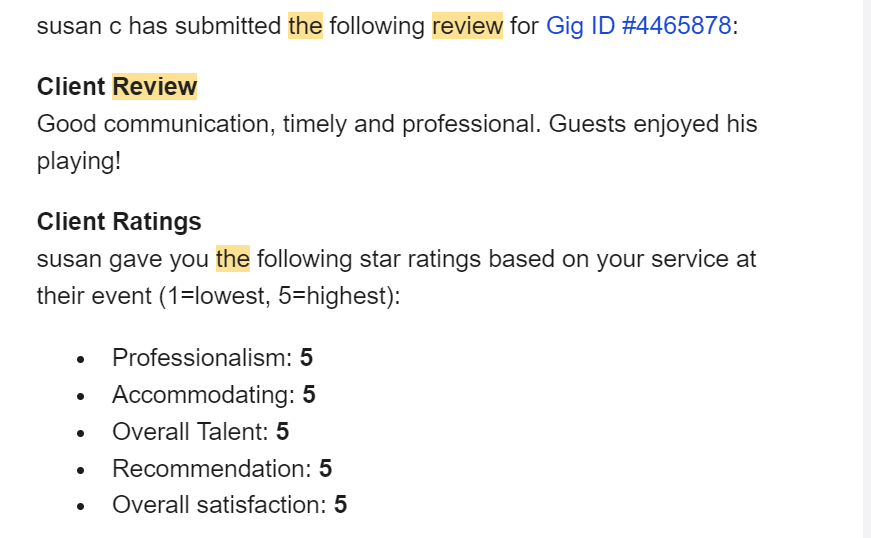 susan c has submitted the following review for Gig ID #4465878:
Client Review
Good communication, timely and professional. Guests enjoyed his
playing!
Client Ratings
susan gave you the following star ratings based on your service at
their event (1=lowest, 5=highest):
• Professionalism: 5
• Accommodating: 5
• Overall Talent: 5
• Recommendation: 5
• Overall satisfaction: 5